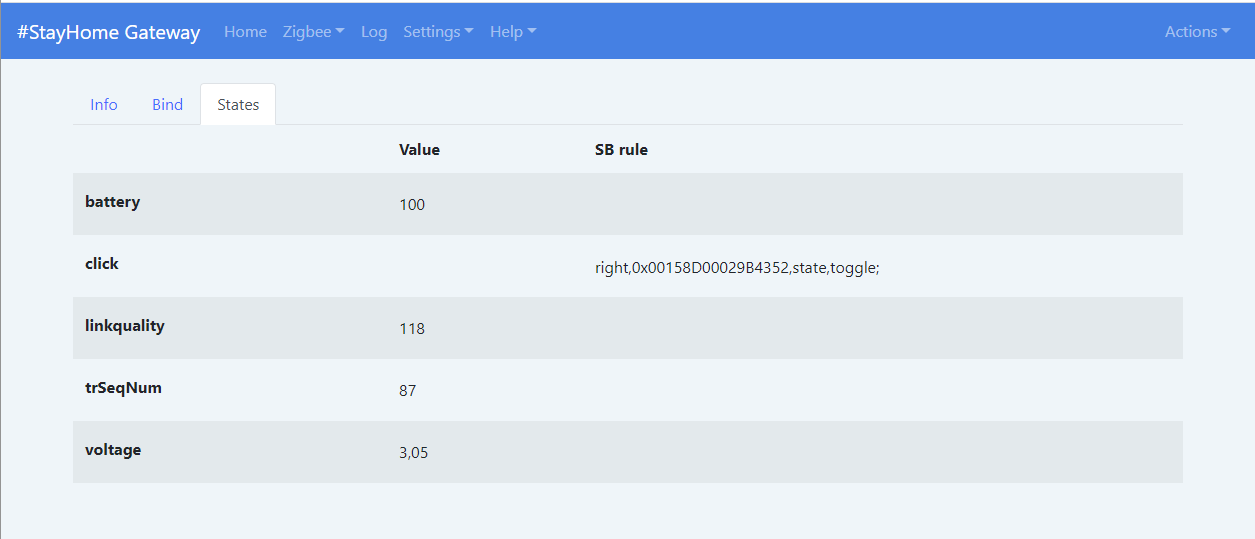 #StayHome Gateway Home Zigbee Log Settings Help Actions
Info Bind States
Value SB rule
battery 100
click right,0x00158D00029B4352,state,toggle;
linkquality 118
trSeqNum 87
voltage 3,05